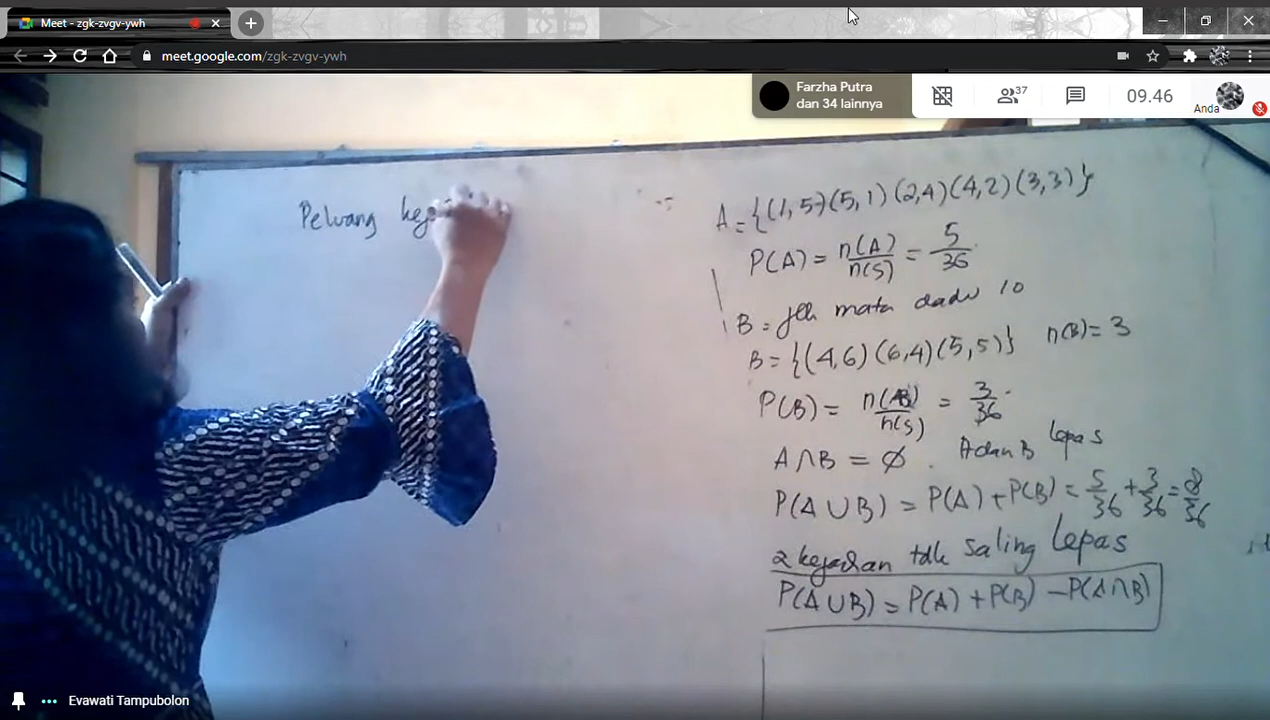 Meet - zgk-zvgv-ywh
meet.google.com/zgk-zvgv-ywh
Farzha Putra
dan 34 lainnya
37
09.46
Anda
Peluang
A = {(1,5)(5,1)(2,4)(4,2)(3,3)}
P(A) = n(A)/n(S) = 5/36
B = jlh mata dadu 10
B = {(4,6)(6,4)(5,5)} n(B) = 3
P(B) = n(B)/n(S) = 3/36
A∩B = ∅. A dan B lepas
P(A∪B) = P(A) + P(B) = 5/36 + 3/36 = 8/36
2 kejadian tdk saling lepas
P(A∪B) = P(A) + P(B) - P(A∩B)
Evawati Tampubolon